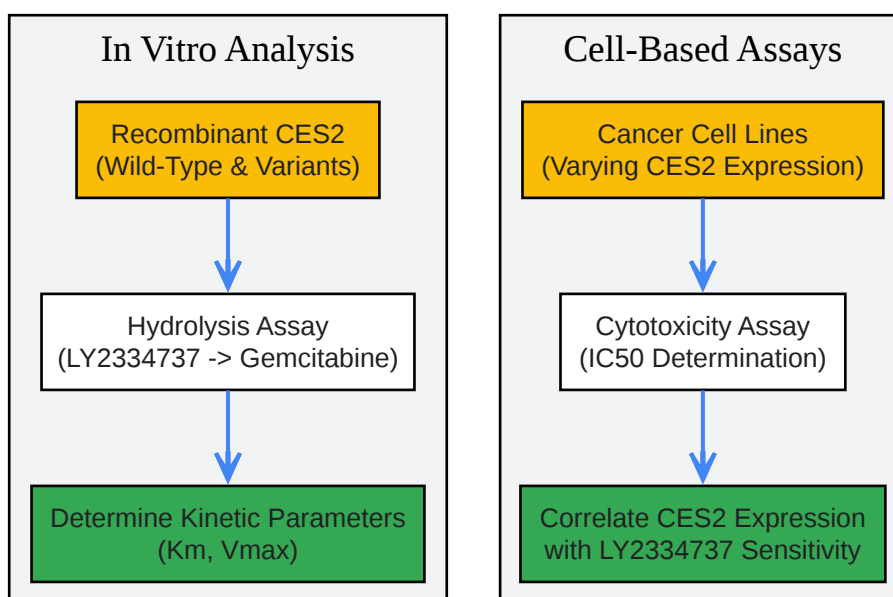 In Vitro Analysis
Recombinant CES2
(Wild-Type & Variants)
Hydrolysis Assay
(LY2334737 -> Gemcitabine)
Determine Kinetic Parameters
(Km, Vmax)
Cell-Based Assays
Cancer Cell Lines
(Varying CES2 Expression)
Cytotoxicity Assay
(IC50 Determination)
Correlate CES2 Expression
with LY2334737 Sensitivity